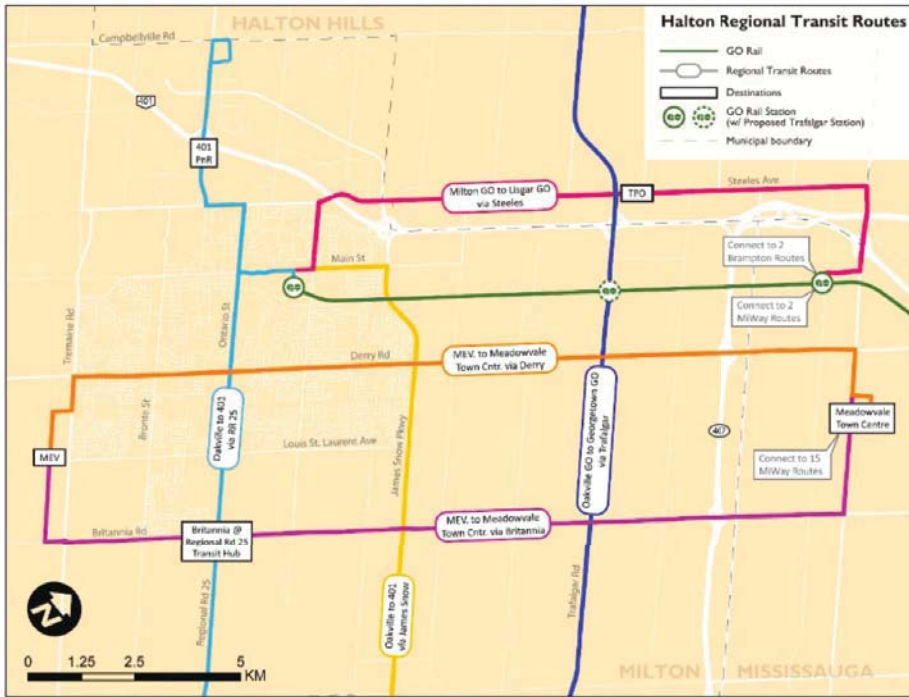 HALTON HILLS
Campbellville Rd
401
401
PnR
Halton Regional Transit Routes
GO Rail
Regional Transit Routes
Destinations
GO GO
GO Rail Station
(w/ Proposed Trafalgar Station)
Municipal boundary
Milton GO to Lisgar GO
via Steeles
TPO
Steeles Ave
Main St
Connect to 2
Brampton Routes
GO
GO
GO
Connect to 2
MiWay Routes
Tremaine Rd
Ontario St
Derry Rd
MEV. to Meadowvale
Town Cntr. via Derry
Bronte St
Oakville to 401
via RR 25
Louis St. Laurent Ave
James Snow Pkwy
Oakville GO to Georgetown GO
via Trafalgar
407
Meadowvale
Town Centre
MEV
Connect to 15
MiWay Routes
Britannia Rd
Britannia @
Regional Rd 25
Transit Hub
MEV. to Meadowvale
Town Cntr. via Britannia
Regional Rd 25
Oakville to 401
via James Snow
Trafalgar Rd
N
0 1.25 2.5 5
KM
MILTON
MISSISSAUGA